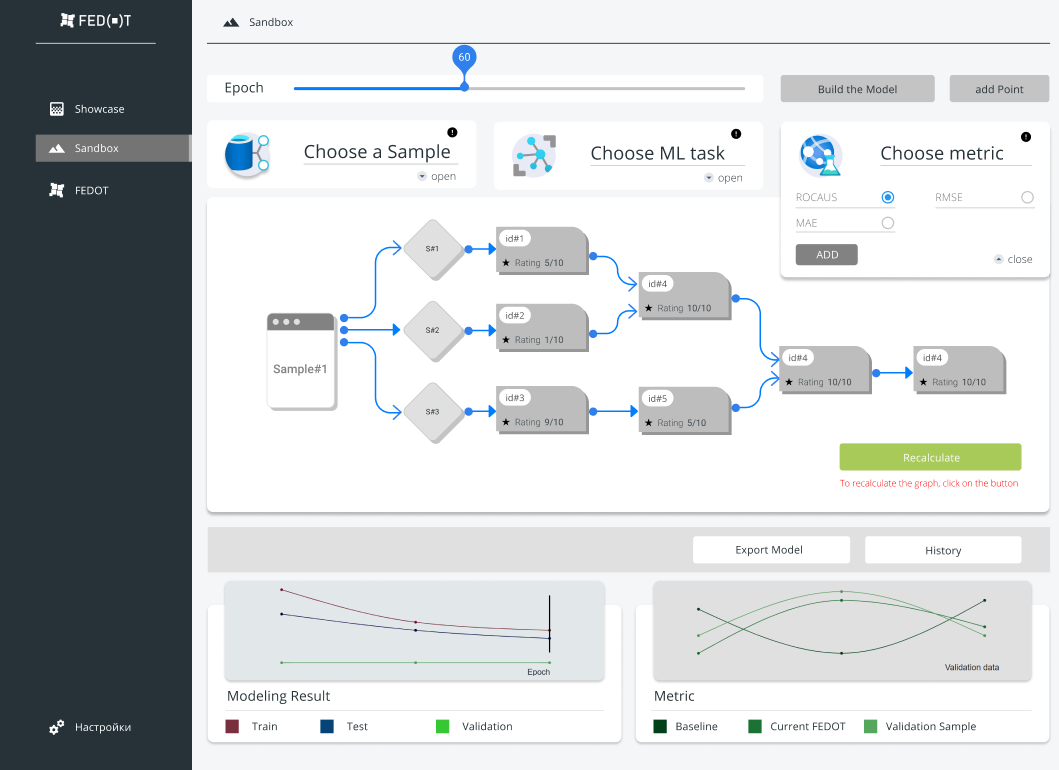 FED(▪)T
Showcase
Sandbox
FEDOT
Настройки
Sandbox
60
Epoch
Build the Model
add Point
Choose a Sample
open
Choose ML task
open
Choose metric
ROCAUS
RMSE
MAE
ADD
close
Sample#1
S#1
S#2
S#3
id#1
Rating 5/10
id#2
Rating 1/10
id#3
Rating 9/10
id#4
Rating 10/10
id#5
Rating 5/10
id#4
Rating 10/10
id#4
Rating 10/10
Recalculate
To recalculate the graph, click on the button
Export Model
History
Epoch
Modeling Result
Train
Test
Validation
Validation data
Metric
Baseline
Current FEDOT
Validation Sample